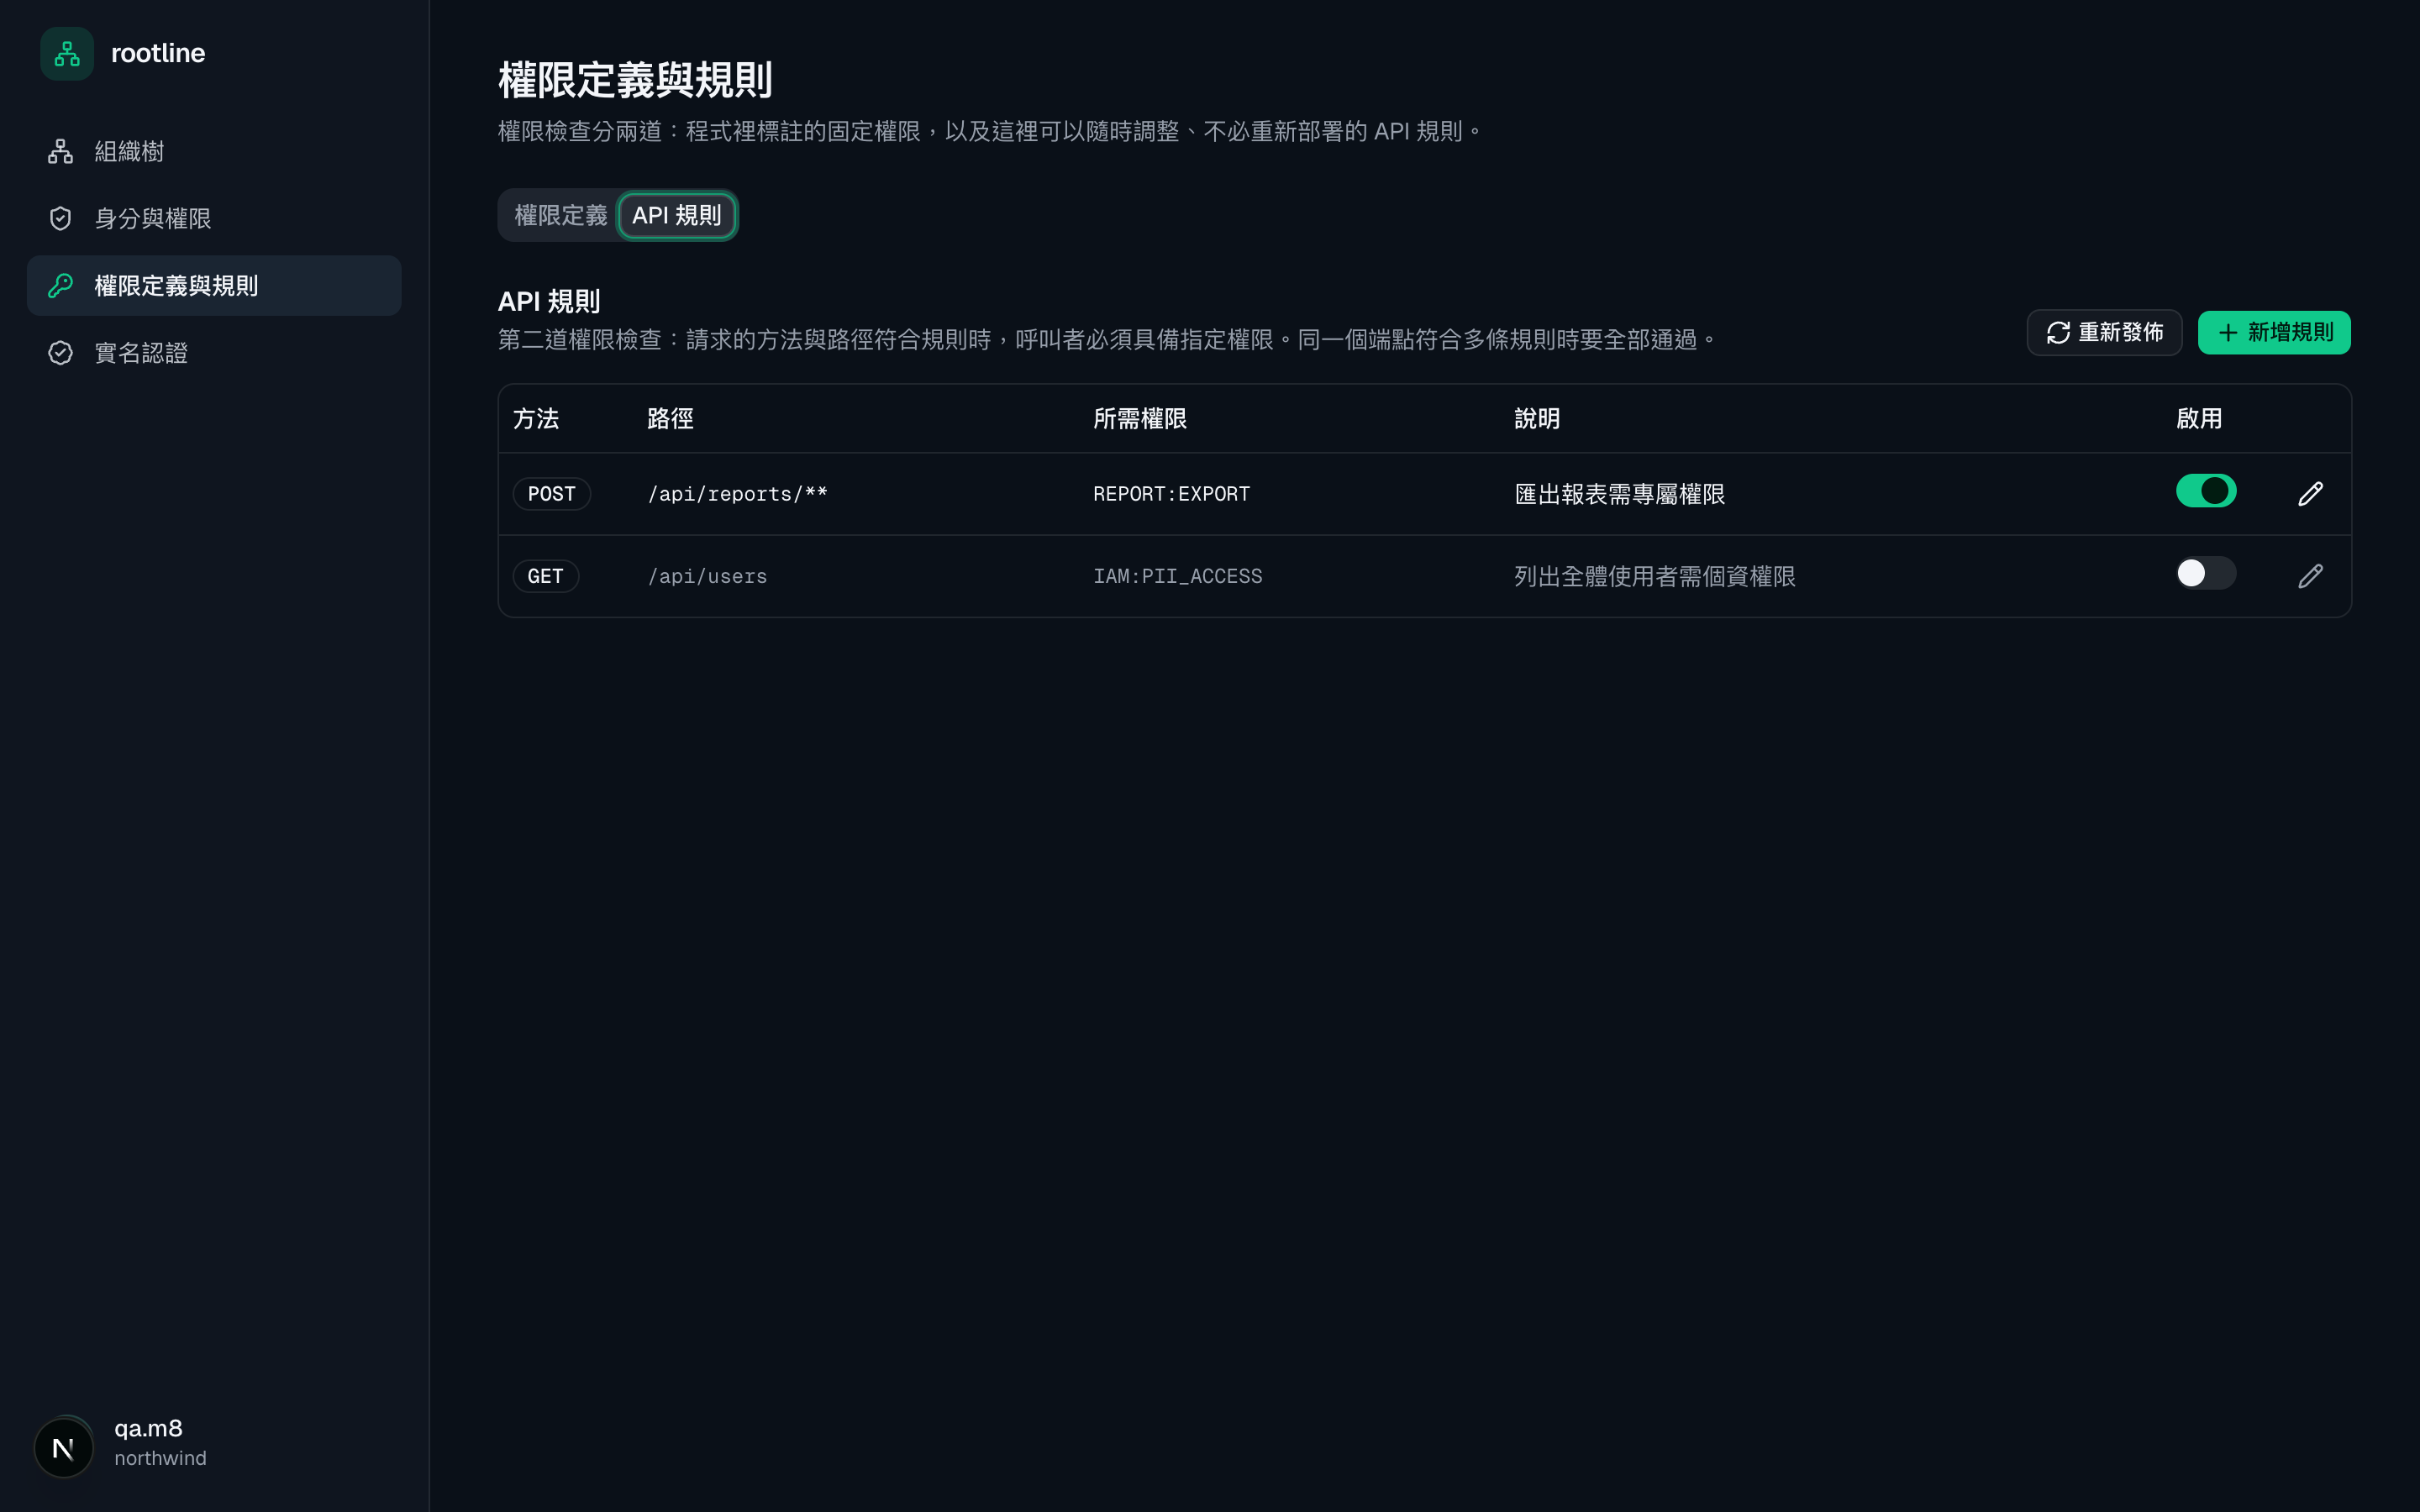 rootline
組織樹
身分與權限
權限定義與規則
實名認證
qa.m8
northwind
權限定義與規則
權限檢查分兩道：程式裡標註的固定權限，以及這裡可以隨時調整、不必重新部署的 API 規則。
權限定義 API 規則
API 規則
第二道權限檢查：請求的方法與路徑符合規則時，呼叫者必須具備指定權限。同一個端點符合多條規則時要全部通過。
重新發佈 新增規則
方法 路徑 所需權限 說明 啟用
POST /api/reports/** REPORT:EXPORT 匯出報表需專屬權限
GET /api/users IAM:PII_ACCESS 列出全體使用者需個資權限